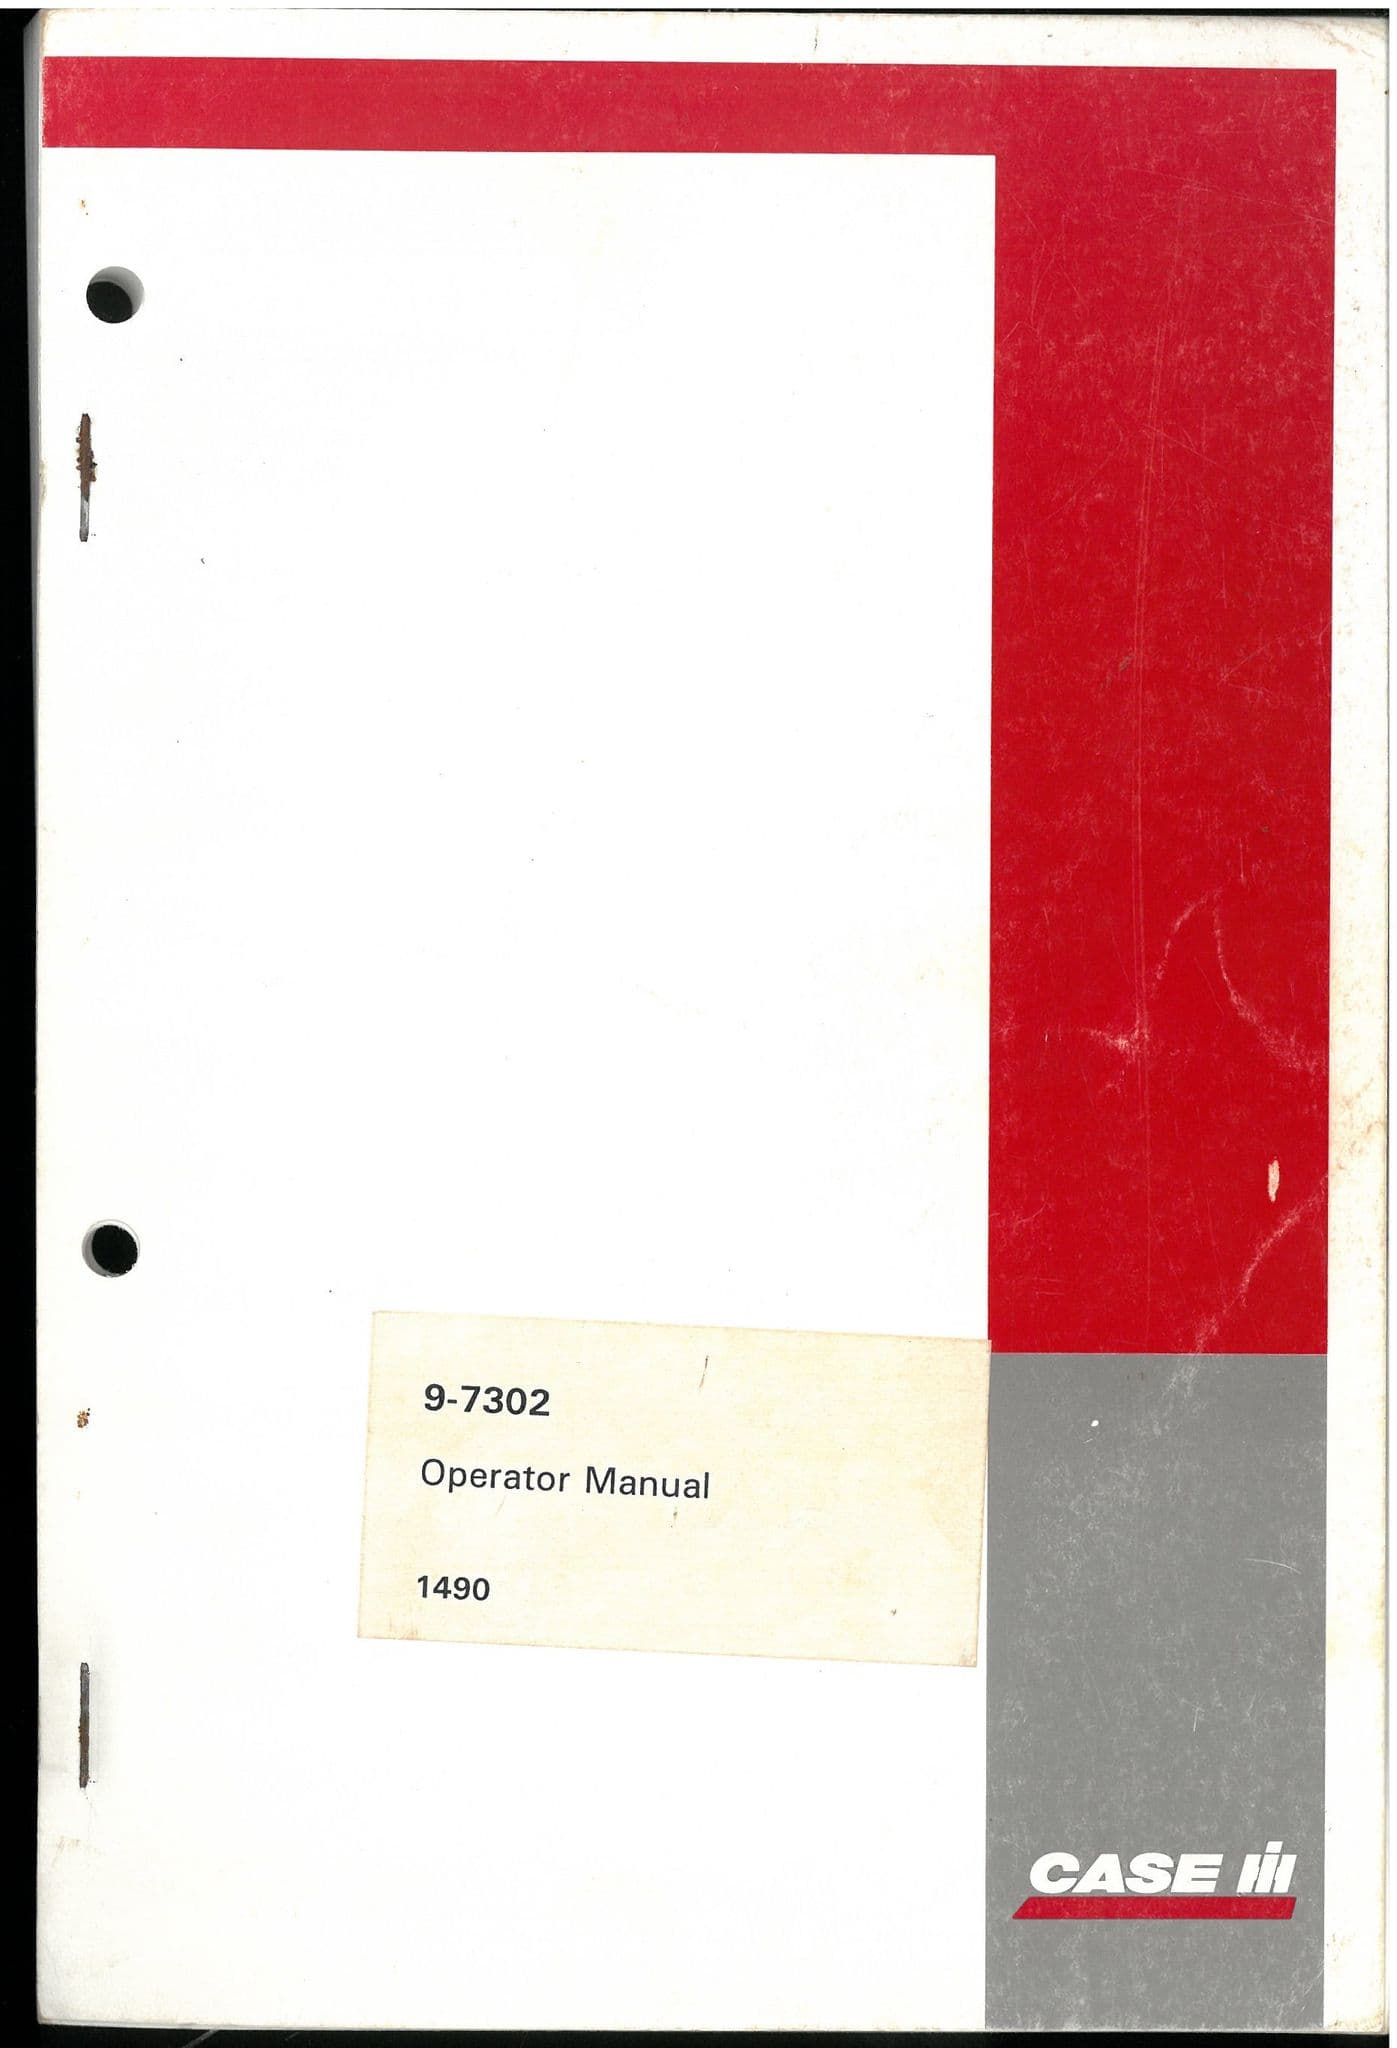 9-7302
Operator Manual
1490
CASE IH